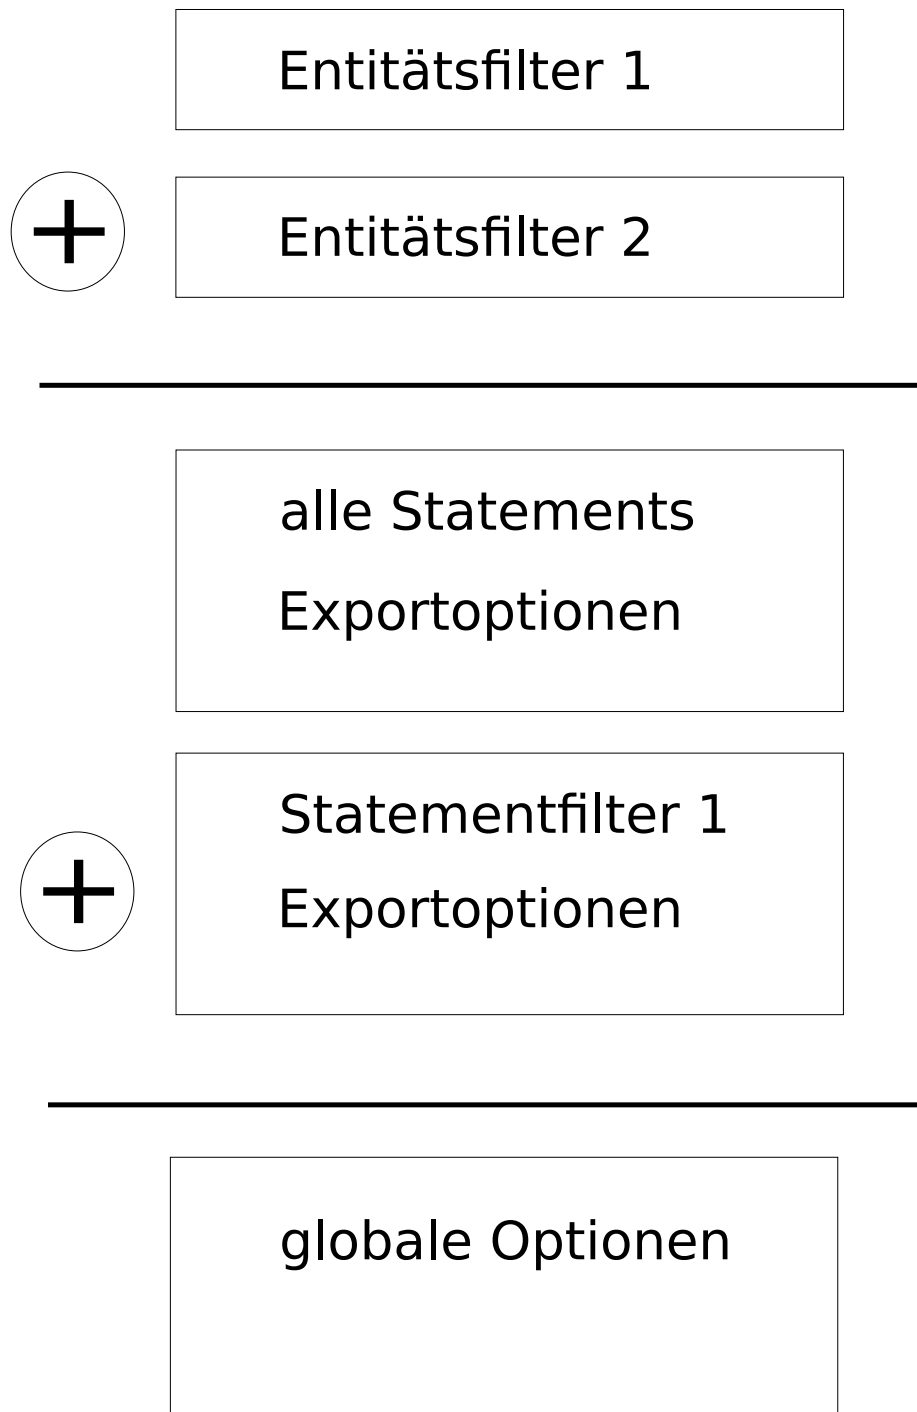 Entitätsfilter 1
Entitätsfilter 2
alle Statements
Exportoptionen
Statementfilter 1
Exportoptionen
globale Optionen